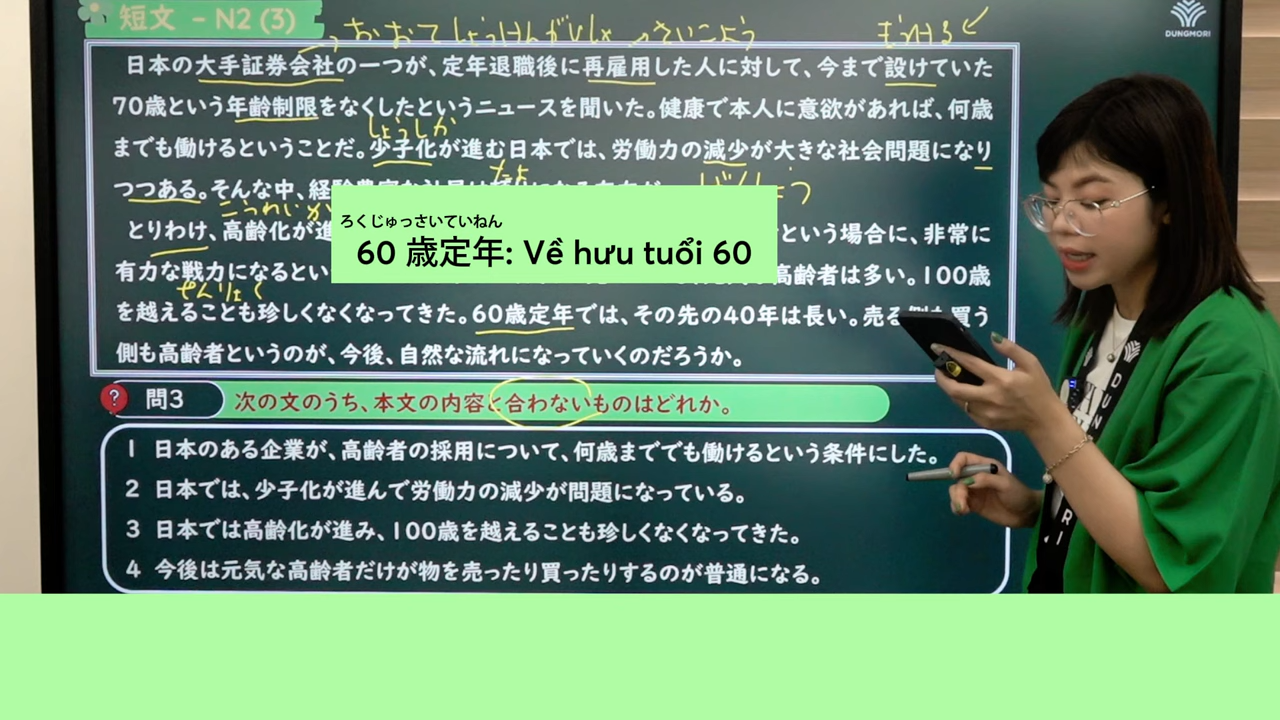 短文 - N2 (3)
おおてしょうけんがいしゃ
さいこよう
もうける
DUNGMORI
日本の大手証券会社の一つが、定年退職後に再雇用した人に対して、今まで設けていた
70歳という年齢制限をなくしたというニュースを聞いた。健康で本人に意欲があれば、何歳
しょうしか
までも働けるということだ。少子化が進む日本では、労働力の減少が大きな社会問題になり
つつある。そんな中、
とりわけ、高齢化が進
という場合に、非常に
有力な戦力になるとい
高齢者は多い。100歳
せんりょく
を越えることも珍しくなくなってきた。60歳定年では、その先の40年は長い。売る側も買う
側も高齢者というのが、今後、自然な流れになっていくのだろうか。
ろくじゅっさいていねん
60 歳定年: Về hưu tuổi 60
? 問3 次の文のうち、本文の内容と合わないものはどれか。
1 日本のある企業が、高齢者の採用について、何歳まででも働けるという条件にした。
2 日本では、少子化が進んで労働力の減少が問題になっている。
3 日本では高齢化が進み、100歳を越えることも珍しくなくなってきた。
4 今後は元気な高齢者だけが物を売ったり買ったりするのが普通になる。